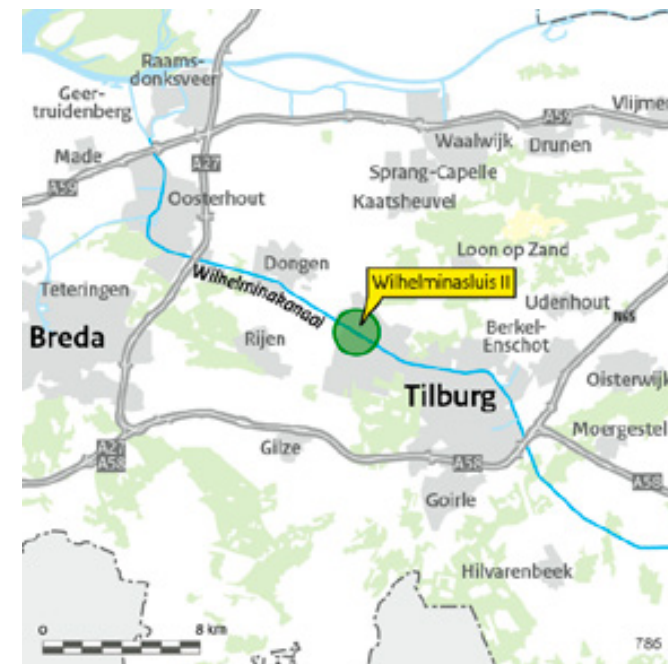 Raams-
donksveer
Geer-
truidenberg
A59
Vlijmen
Waalwijk
Drunen
Made
A27
Sprang-Capelle
A59
Oosterhout
Kaatsheuvel
Loon op Zand
Dongen
Wilhelminakanaal
Wilhelminasluis II
Teteringen
Udenhout
N65
Breda
Rijen
Berkel-
Enschot
Tilburg
Oisterwijk
Moergestel
A27
A58
Gilze
A58
A58
Goirle
Hilvarenbeek
0
8 km
786